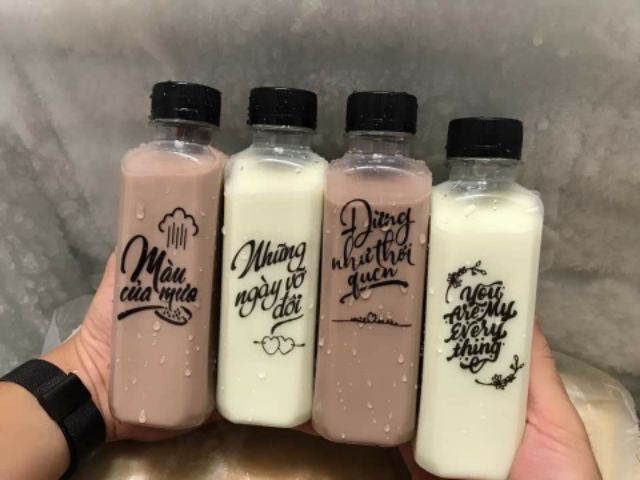 Màu
của mưa
Những
ngày vỡ
đôi
Đừng
như thói
quen
You
Are My
Every
thing